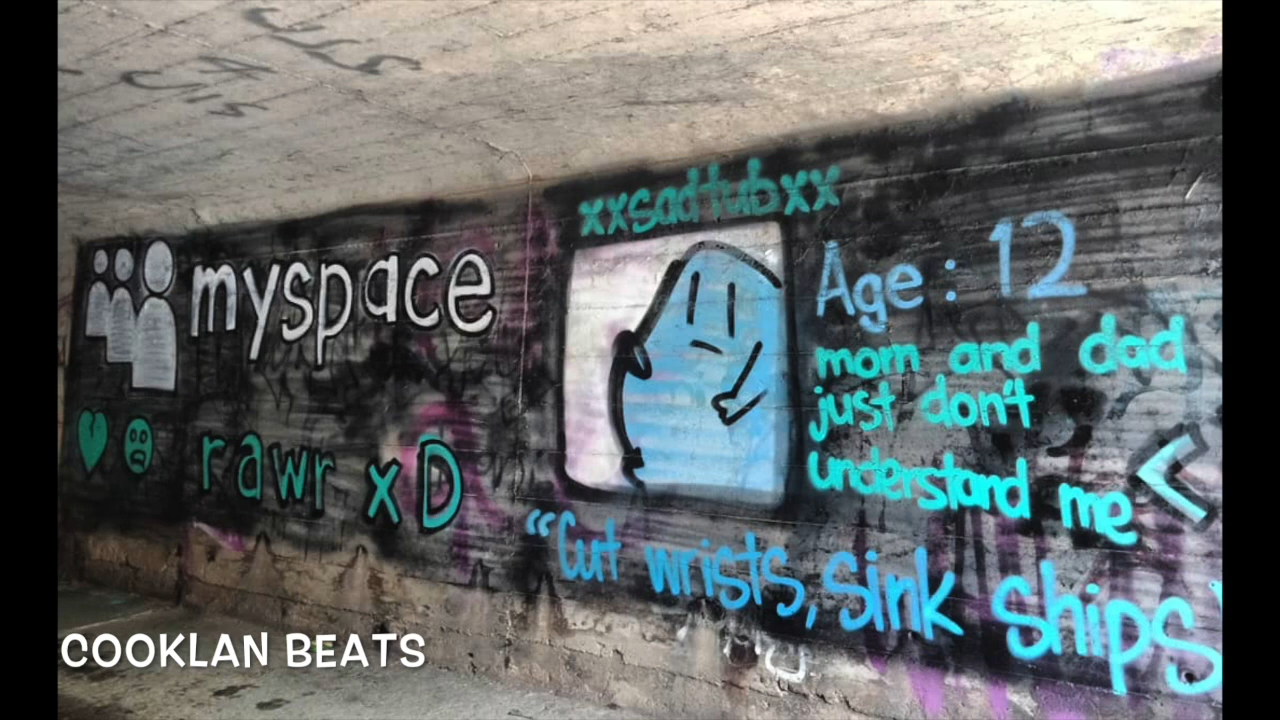 myspace
rawr xD
xxsadtubxx
Age : 12
mom and dad
just don't
understand me
"Cut wrists, sink ships"
COOKLAN BEATS